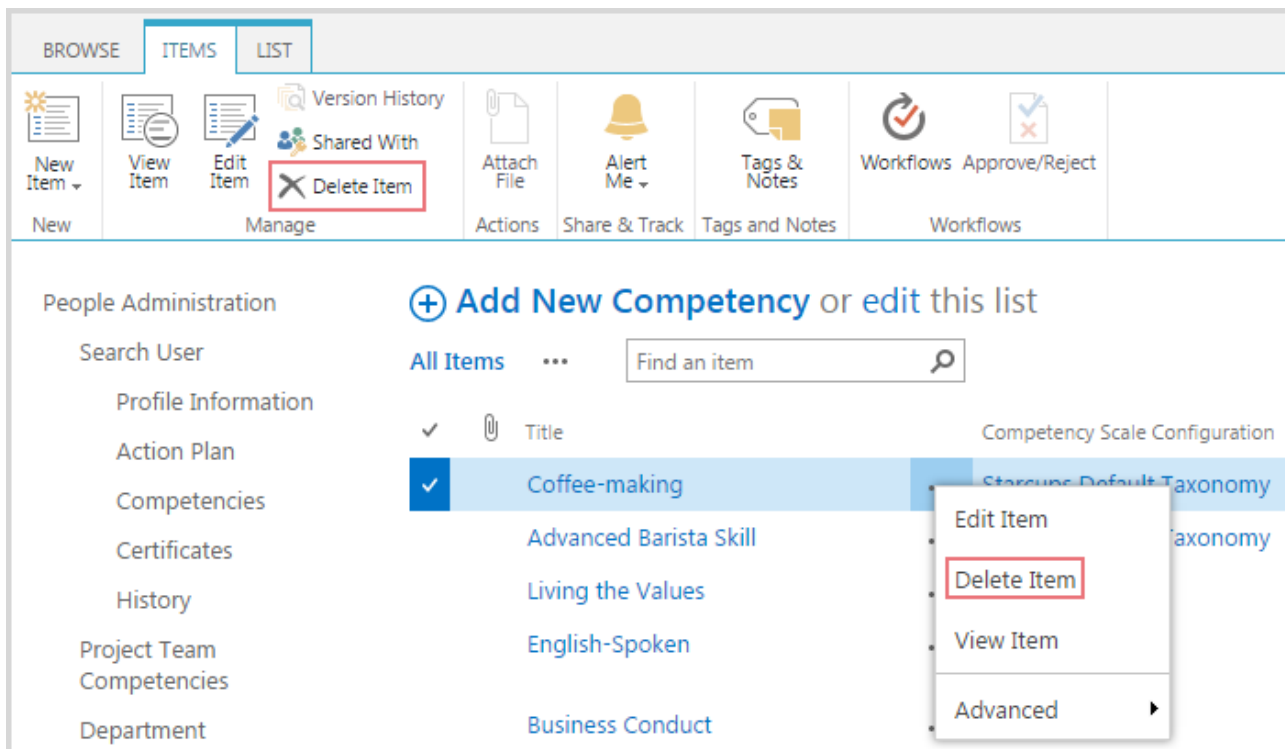 BROWSE ITEMS LIST
New Item
View Item
Edit Item
Version History
Shared With
Delete Item
Attach File
Alert Me
Tags & Notes
Workflows
Approve/Reject
New
Manage
Actions
Share & Track
Tags and Notes
Workflows
People Administration
Search User
Profile Information
Action Plan
Competencies
Certificates
History
Project Team
Competencies
Department
Add New Competency or edit this list
All Items ••• Find an item
Title Competency Scale Configuration
Coffee-making Starcups Default Taxonomy
Advanced Barista Skill Taxonomy
Living the Values
English-Spoken
Business Conduct
Edit Item
Delete Item
View Item
Advanced